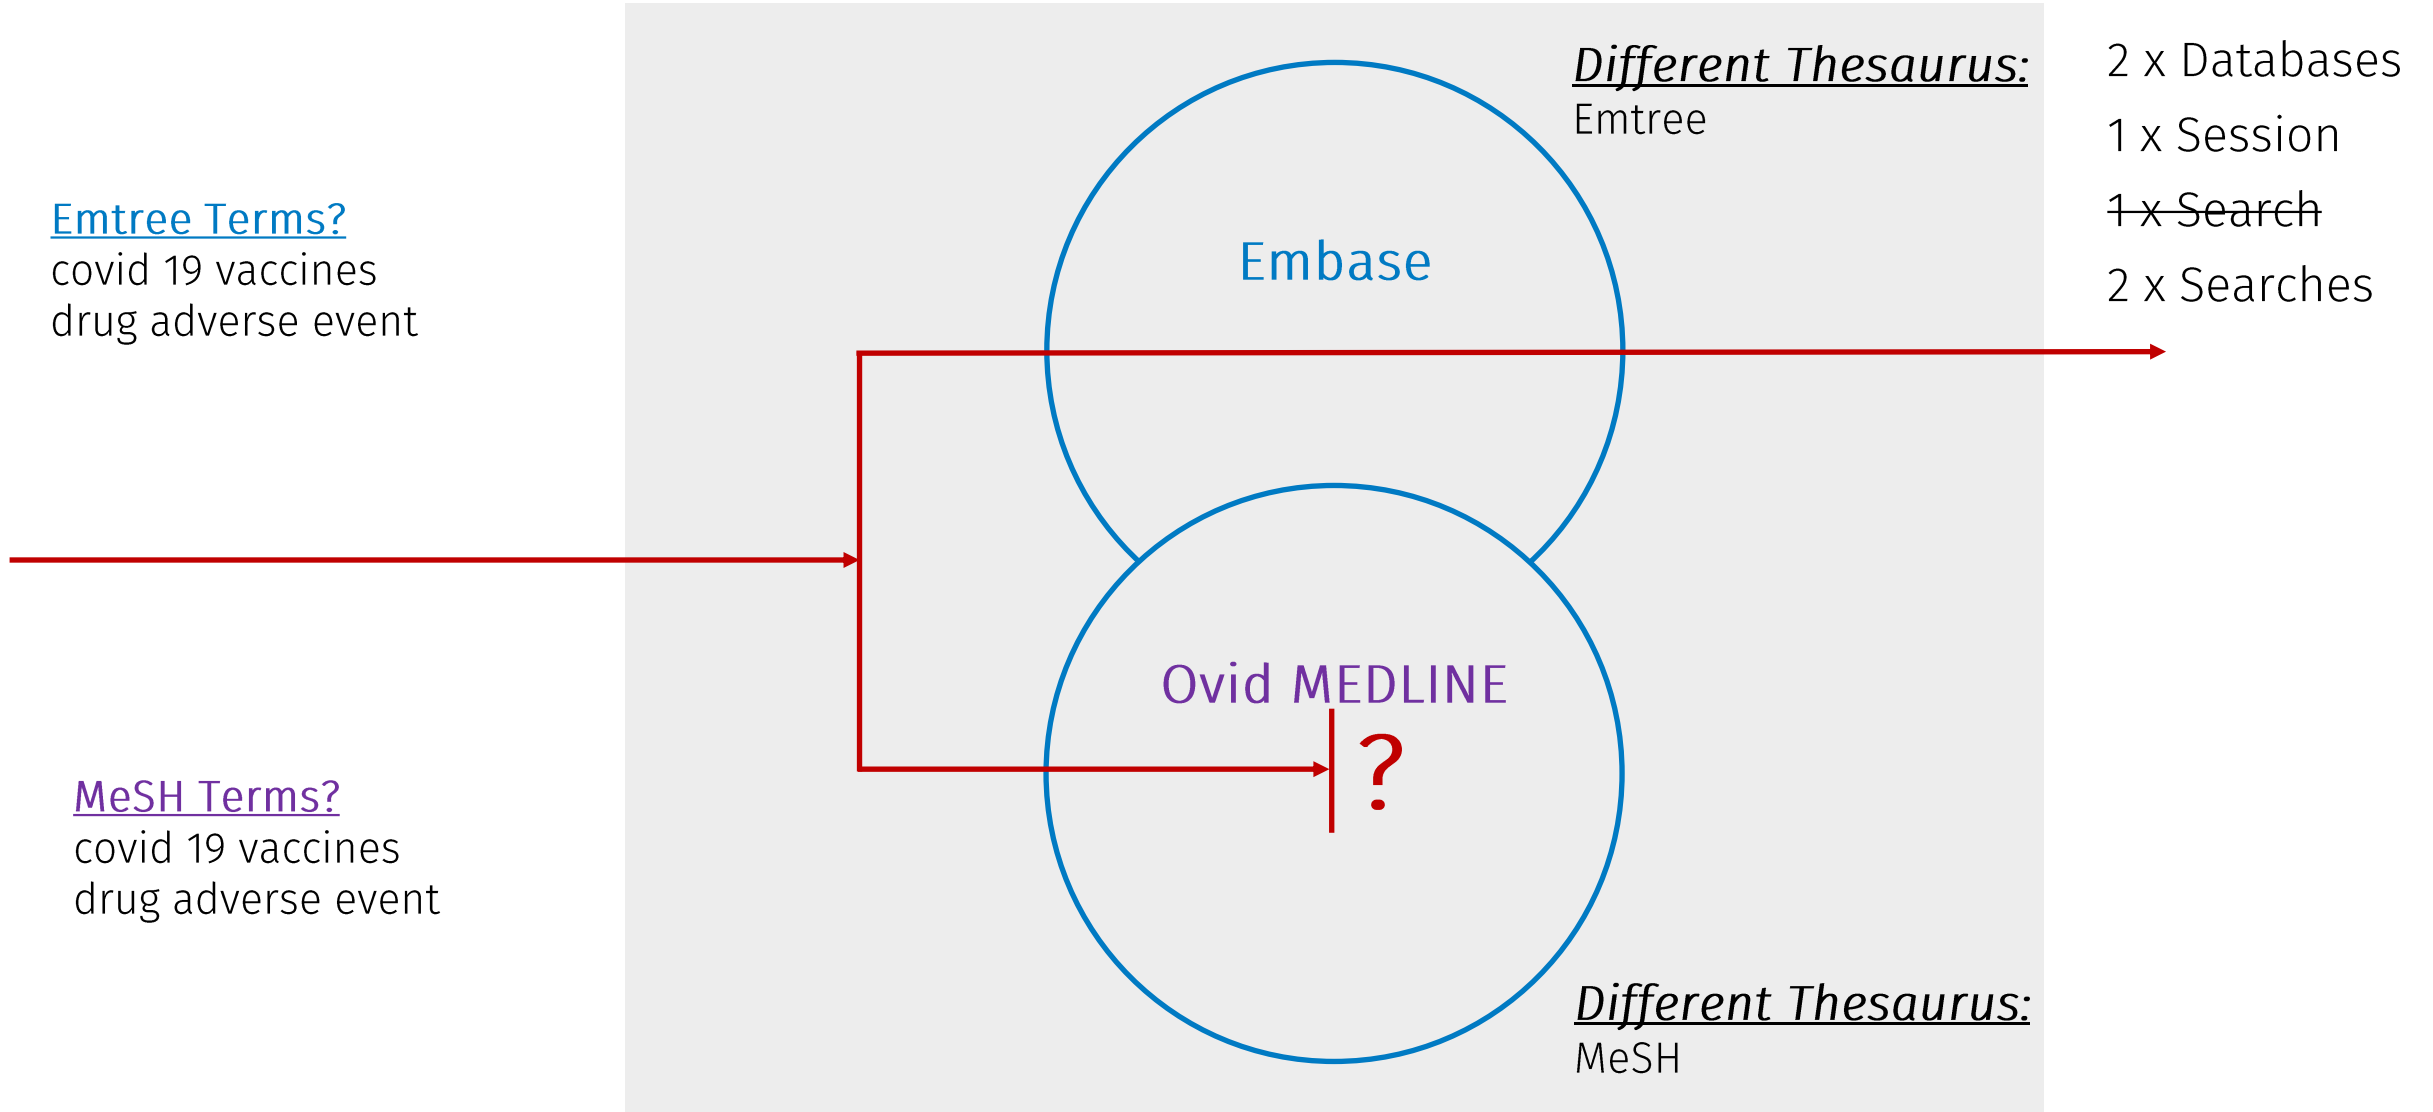 Different Thesaurus:
Emtree
2 x Databases
1 x Session
1 x Search
2 x Searches
Emtree Terms?
covid 19 vaccines
drug adverse event
Embase
Ovid MEDLINE
?
MeSH Terms?
covid 19 vaccines
drug adverse event
Different Thesaurus:
MeSH